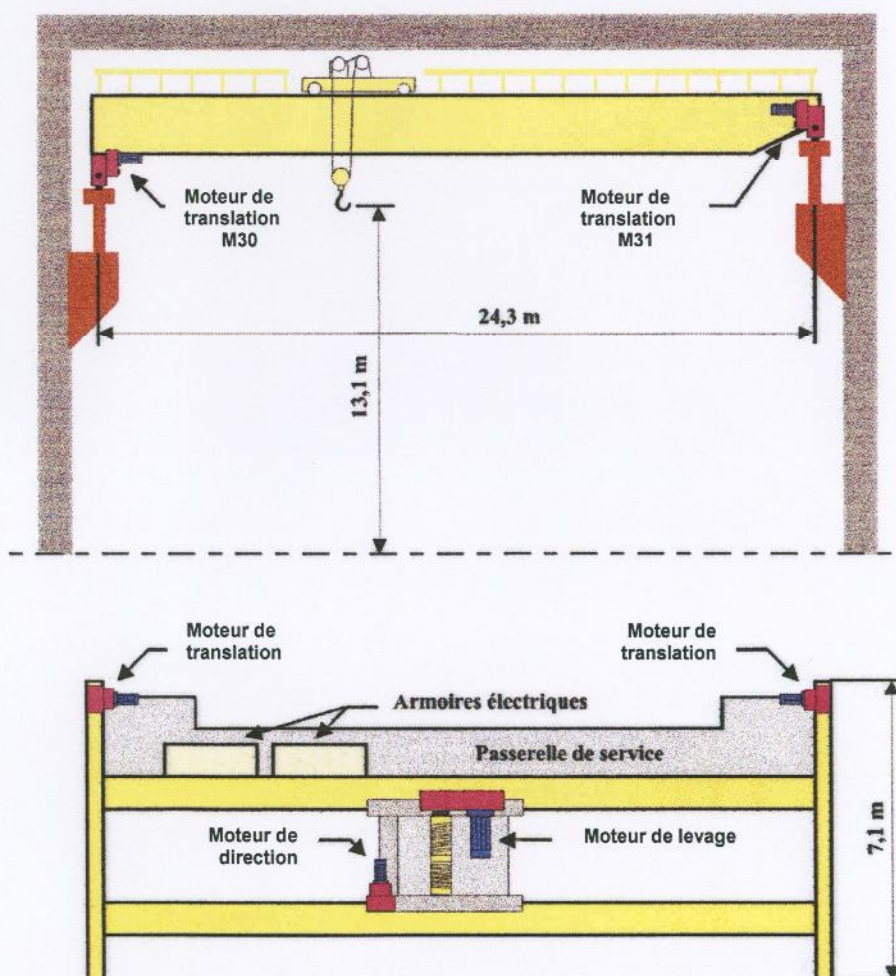 Moteur de
translation
M30
Moteur de
translation
M31
24,3 m
13,1 m
Moteur de
translation
Moteur de
translation
Armoires électriques
Passerelle de service
Moteur de
direction
Moteur de levage
7,1 m